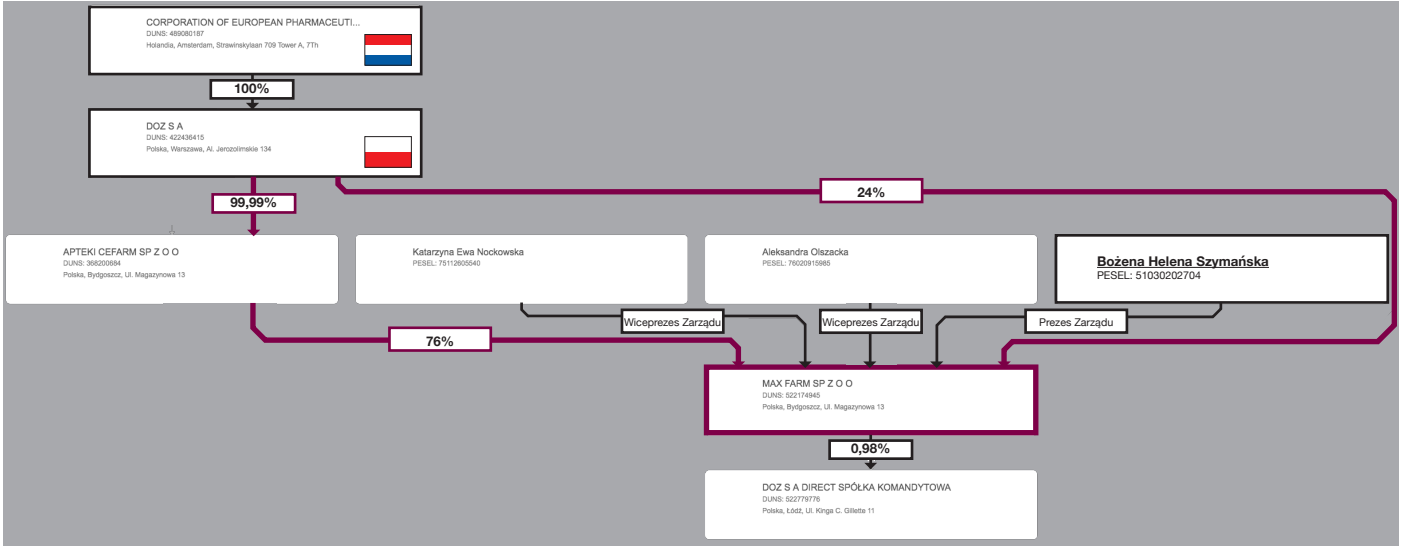 CORPORATION OF EUROPEAN PHARMACEUTI...
DUNS: 489080187
Holandia, Amsterdam, Strawinskylaan 709 Tower A, 7Th
100%
DOZ S A
DUNS: 422436415
Polska, Warszawa, Al. Jerozolimskie 134
24%
99,99%
APTEKI CEFARM SP Z O O
DUNS: 368200684
Polska, Bydgoszcz, Ul. Magazynowa 13
Katarzyna Ewa Nockowska
PESEL: 75112605540
Aleksandra Olszacka
PESEL: 76020915985
Bożena Helena Szymańska
PESEL: 51030202704
Wiceprezes Zarządu
Wiceprezes Zarządu
Prezes Zarządu
76%
MAX FARM SP Z O O
DUNS: 522174945
Polska, Bydgoszcz, Ul. Magazynowa 13
0,98%
DOZ S A DIRECT SPÓŁKA KOMANDYTOWA
DUNS: 522779776
Polska, Łódź, Ul. Kinga C. Gillette 11